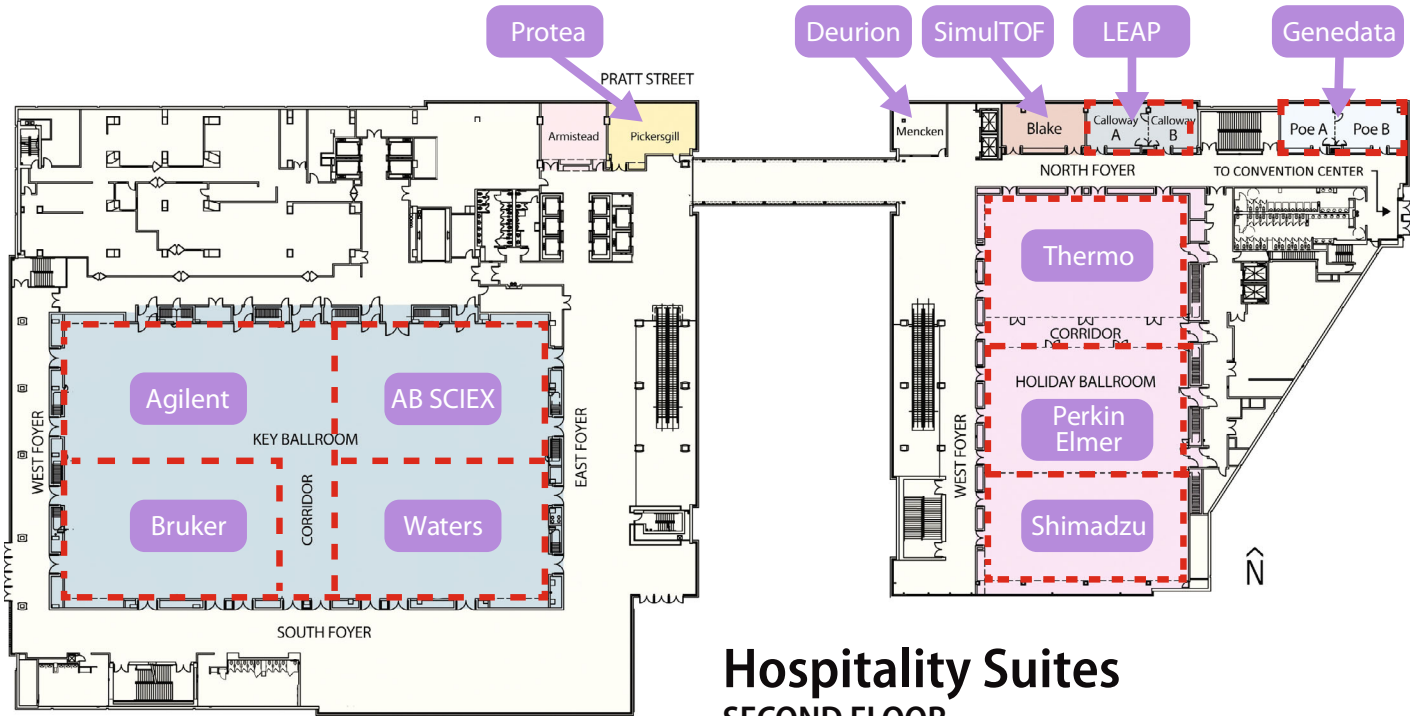 Protea
Deurion
SimulTOF
LEAP
Genedata
PRATT STREET
Armistead
Pickersgill
Mencken
Blake
Calloway
A
Calloway
B
Poe A
Poe B
NORTH FOYER
TO CONVENTION CENTER
Thermo
CORRIDOR
HOLIDAY BALLROOM
Perkin
Elmer
Shimadzu
WEST FOYER
Agilent
AB SCIEX
KEY BALLROOM
WEST FOYER
EAST FOYER
Bruker
CORRIDOR
Waters
SOUTH FOYER
N
Hospitality Suites
SECOND FLOOR